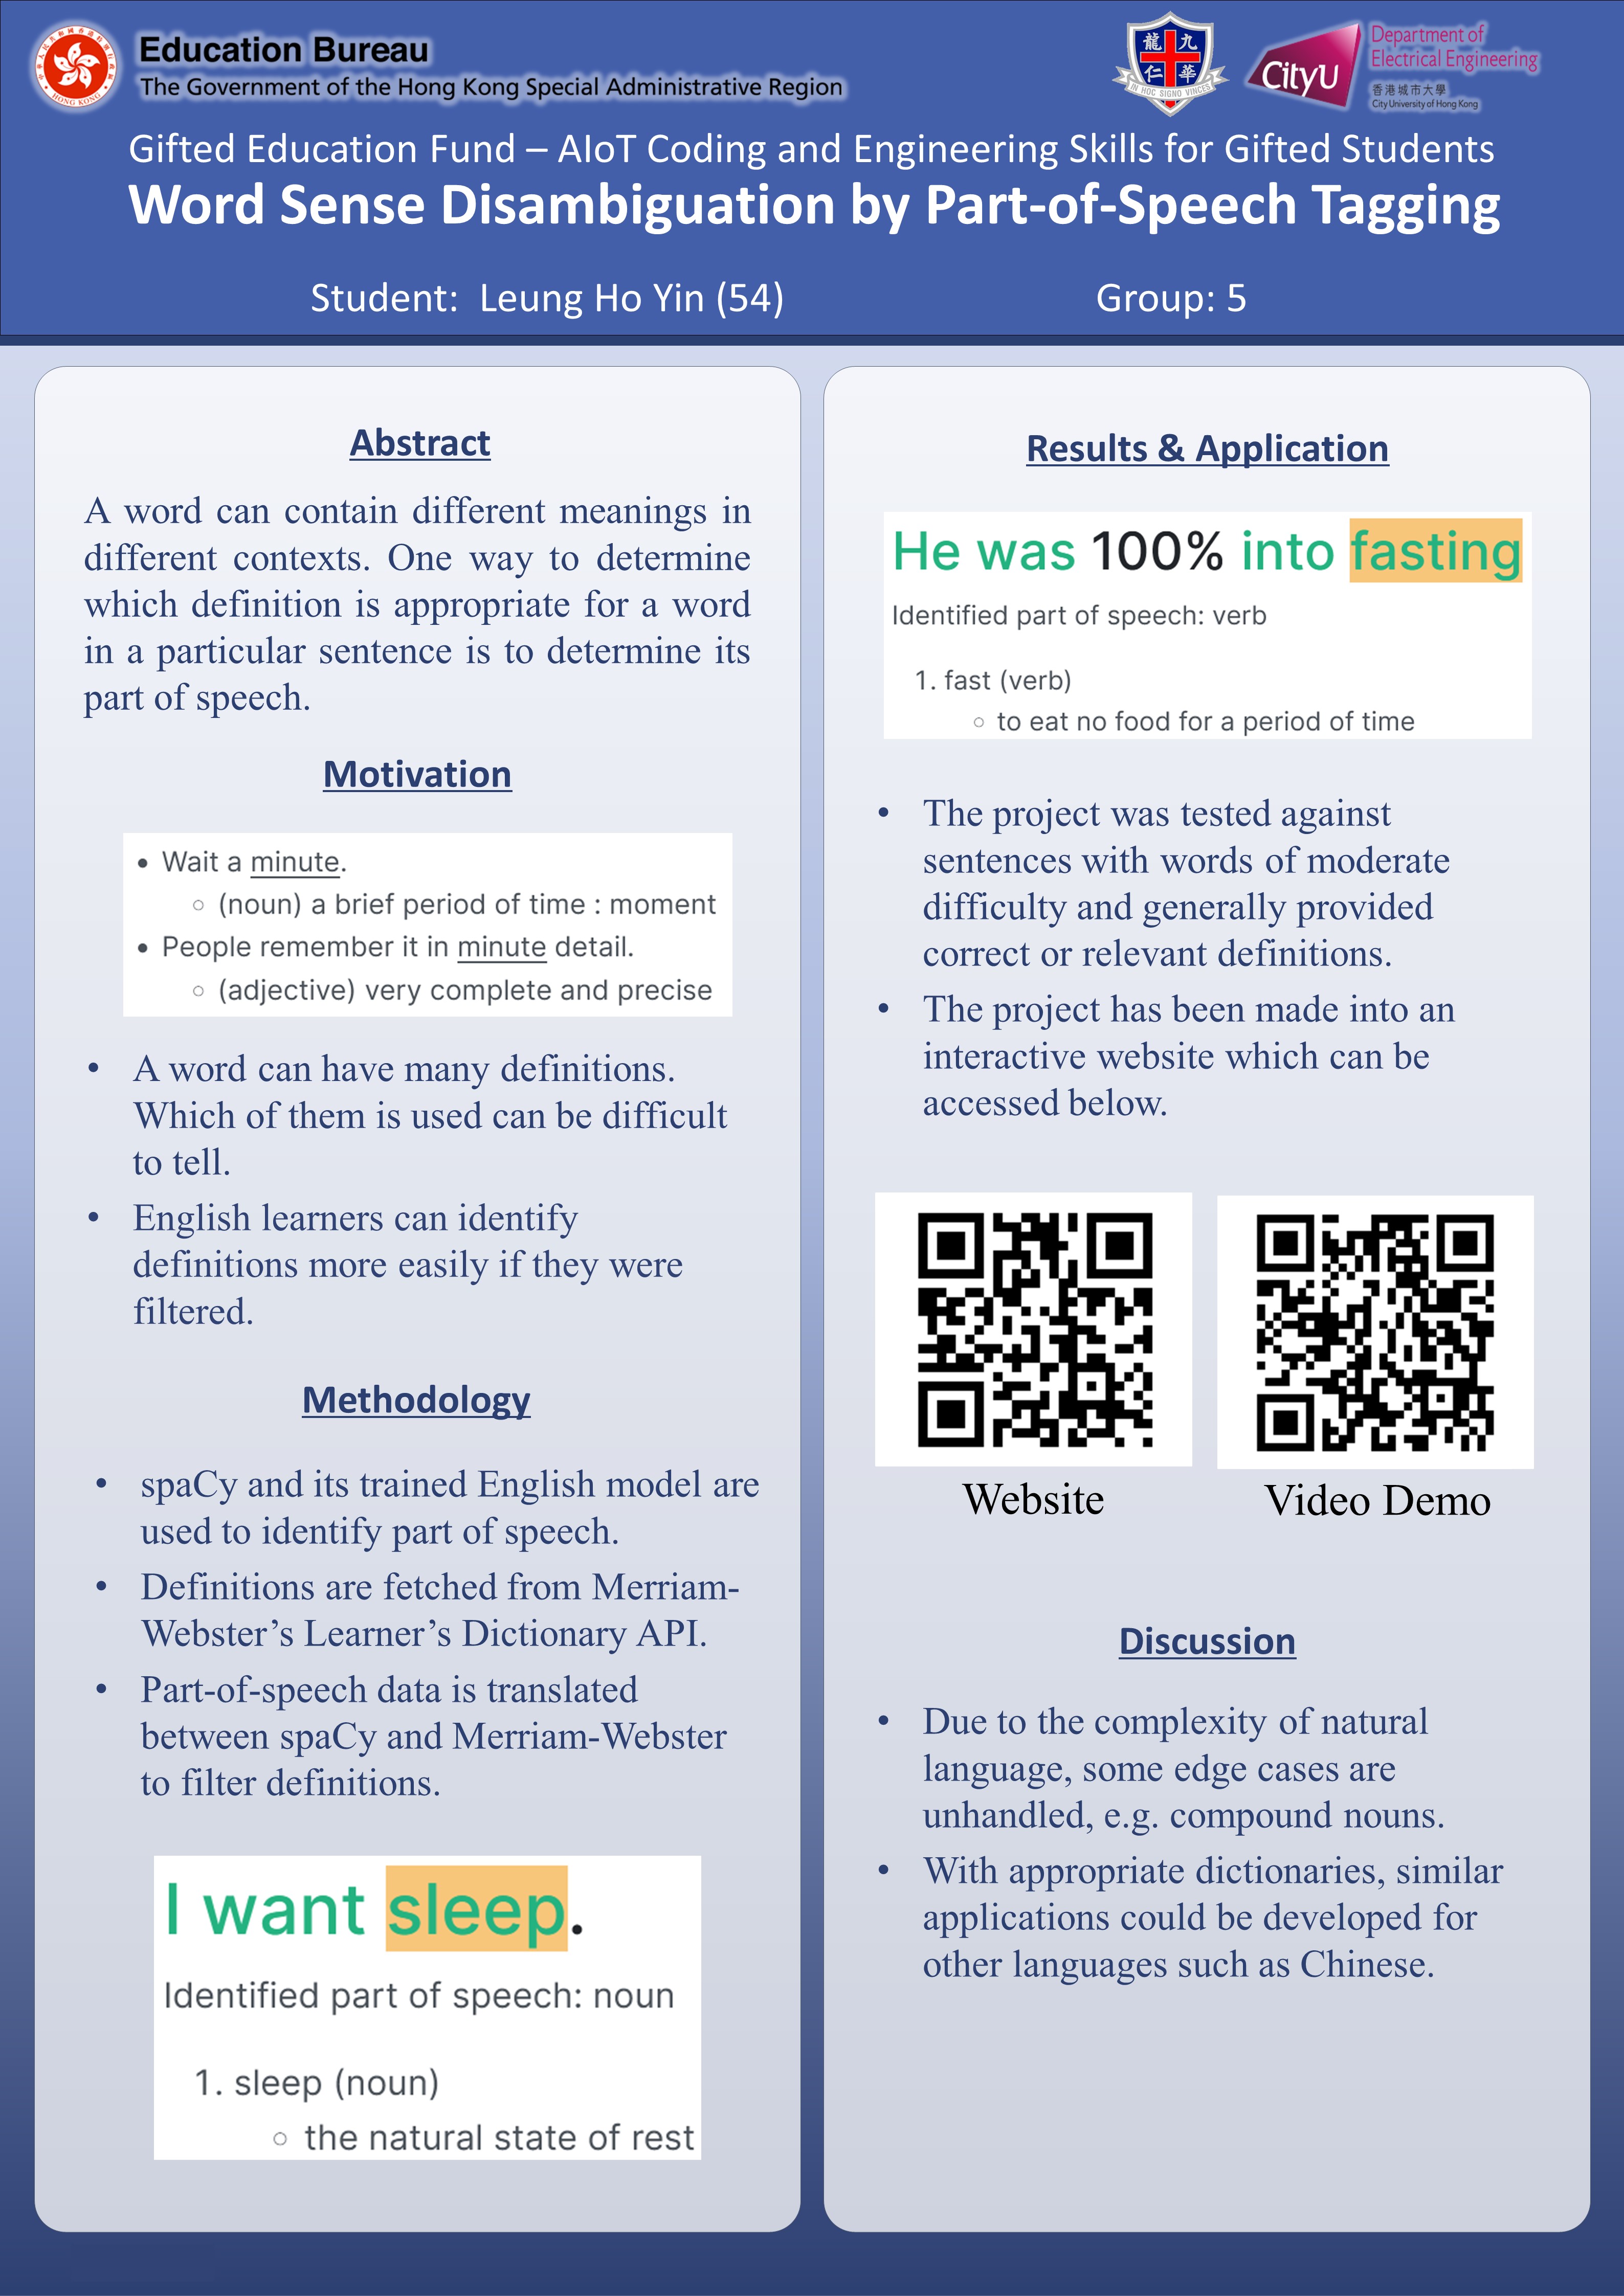 Education Bureau
The Government of the Hong Kong Special Administrative Region
龍 九
仁 華
IN HOC SIGNO VINCES
CityU
Department of
Electrical Engineering
香港城市大學
City University of Hong Kong
HONG KONG
Gifted Education Fund – AIoT Coding and Engineering Skills for Gifted Students
Word Sense Disambiguation by Part-of-Speech Tagging
Student: Leung Ho Yin (54)
Group: 5
Abstract
A word can contain different meanings in
different contexts. One way to determine
which definition is appropriate for a word
in a particular sentence is to determine its
part of speech.
Motivation
• Wait a minute.
◦ (noun) a brief period of time : moment
• People remember it in minute detail.
◦ (adjective) very complete and precise
• A word can have many definitions.
Which of them is used can be difficult
to tell.
• English learners can identify
definitions more easily if they were
filtered.
Methodology
• spaCy and its trained English model are
used to identify part of speech.
• Definitions are fetched from Merriam-
Webster’s Learner’s Dictionary API.
• Part-of-speech data is translated
between spaCy and Merriam-Webster
to filter definitions.
I want sleep.
Identified part of speech: noun
1. sleep (noun)
◦ the natural state of rest
Results & Application
He was 100% into fasting
Identified part of speech: verb
1. fast (verb)
◦ to eat no food for a period of time
• The project was tested against
sentences with words of moderate
difficulty and generally provided
correct or relevant definitions.
• The project has been made into an
interactive website which can be
accessed below.
Website
Video Demo
Discussion
• Due to the complexity of natural
language, some edge cases are
unhandled, e.g. compound nouns.
• With appropriate dictionaries, similar
applications could be developed for
other languages such as Chinese.